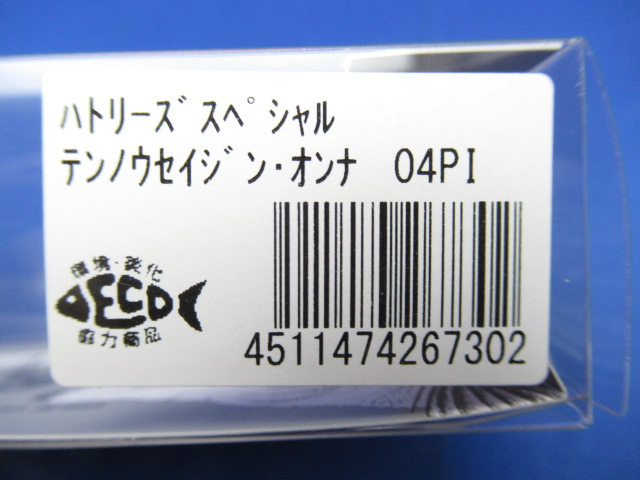 ﾊﾄﾘｰｽﾞｽﾍﾟｼｬﾙ
ﾃﾝﾉｳｾｲｼﾞﾝ･ｵﾝﾅ 04PI
環境・美化
ECO
協力商品
4511474267302